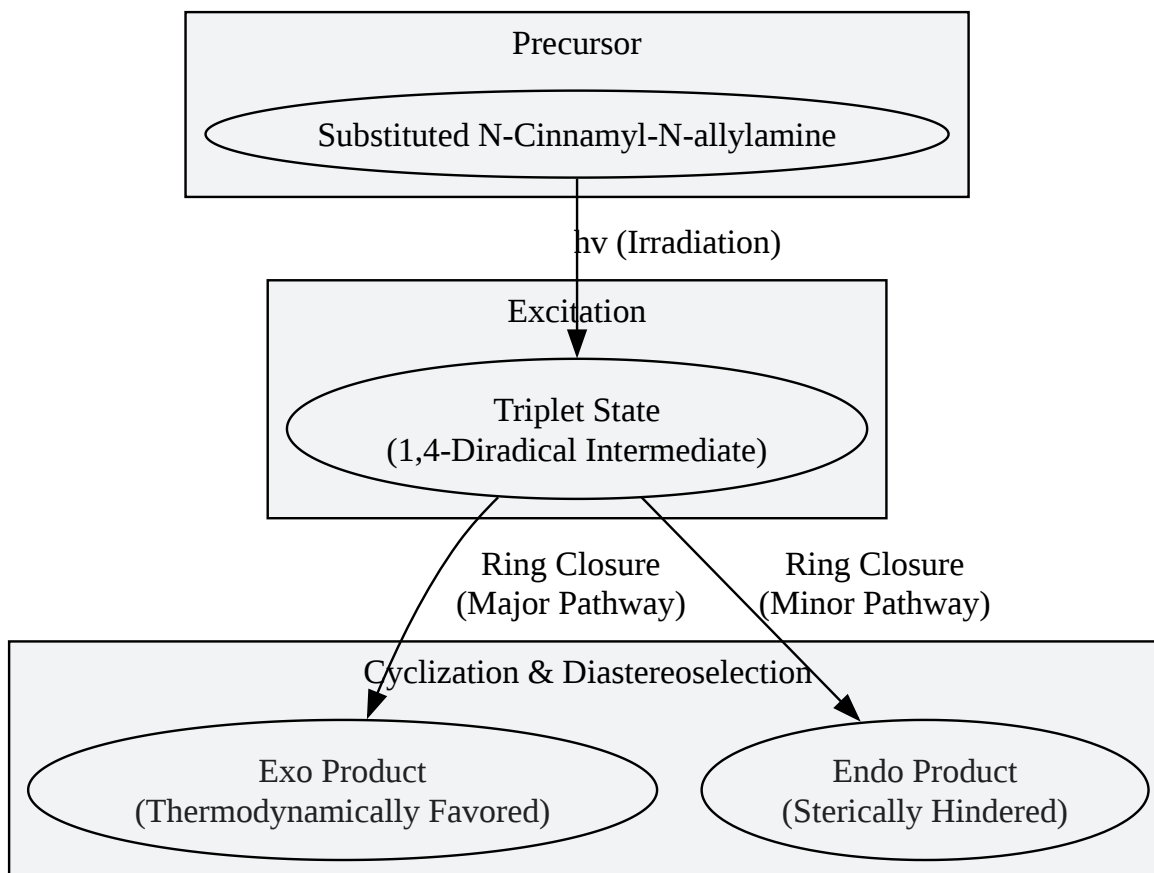 Precursor
Substituted N-Cinnamyl-N-allylamine
hν (Irradiation)
Excitation
Triplet State
(1,4-Diradical Intermediate)
Ring Closure
(Major Pathway)
Ring Closure
(Minor Pathway)
Cyclization & Diastereoselection
Exo Product
(Thermodynamically Favored)
Endo Product
(Sterically Hindered)